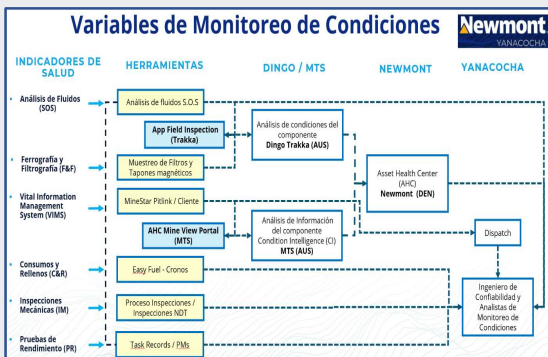 Variables de Monitoreo de Condiciones
Newmont
YANACOCHA
INDICADORES DE
SALUD
HERRAMIENTAS
DINGO / MTS
NEWMONT
YANACOCHA
Análisis de Fluidos
(SOS)
Análisis de fluidos S.O.S
App Field Inspection
(Trakka)
Análisis de condiciones del
componente
Dingo Trakka (AUS)
Ferrografía y
Filtrografía (F&F)
Muestreo de Filtros y
Tapones magnéticos
Asset Health Center
(AHC)
Newmont (DEN)
Vital Information
Management
System (VIMS)
MineStar Pitlink / Cliente
AHC Mine View Portal
(MTS)
Análisis de Información
del componente
Condition Intelligence (CI)
MTS (AUS)
Dispatch
Consumos y
Rellenos (C&R)
Easy Fuel - Cronos
Ingeniero de
Confiabilidad y
Analistas de
Monitoreo de
Condiciones
Inspecciones
Mecánicas (IM)
Proceso Inspecciones /
Inspecciones NDT
Pruebas de
Rendimiento (PR)
Task Records / PMs